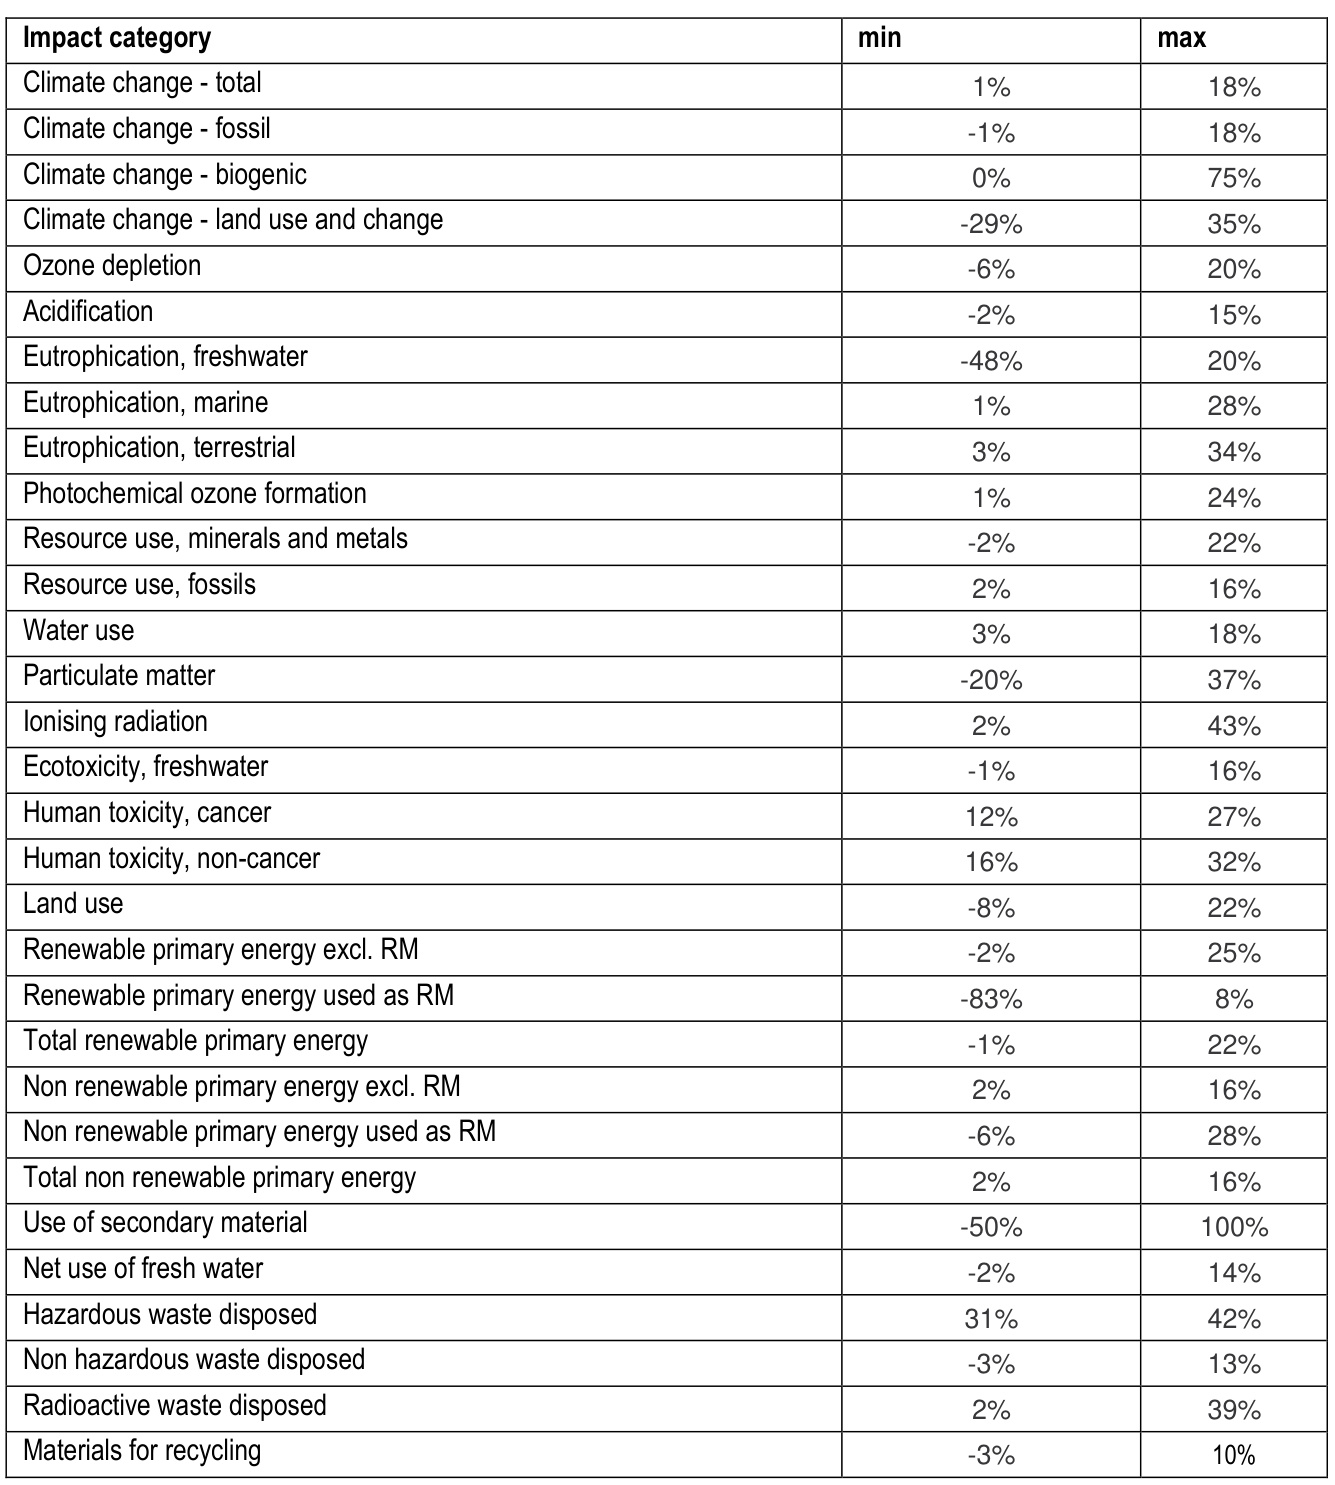 Impact category min max
Climate change - total 1% 18%
Climate change - fossil -1% 18%
Climate change - biogenic 0% 75%
Climate change - land use and change -29% 35%
Ozone depletion -6% 20%
Acidification -2% 15%
Eutrophication, freshwater -48% 20%
Eutrophication, marine 1% 28%
Eutrophication, terrestrial 3% 34%
Photochemical ozone formation 1% 24%
Resource use, minerals and metals -2% 22%
Resource use, fossils 2% 16%
Water use 3% 18%
Particulate matter -20% 37%
Ionising radiation 2% 43%
Ecotoxicity, freshwater -1% 16%
Human toxicity, cancer 12% 27%
Human toxicity, non-cancer 16% 32%
Land use -8% 22%
Renewable primary energy excl. RM -2% 25%
Renewable primary energy used as RM -83% 8%
Total renewable primary energy -1% 22%
Non renewable primary energy excl. RM 2% 16%
Non renewable primary energy used as RM -6% 28%
Total non renewable primary energy 2% 16%
Use of secondary material -50% 100%
Net use of fresh water -2% 14%
Hazardous waste disposed 31% 42%
Non hazardous waste disposed -3% 13%
Radioactive waste disposed 2% 39%
Materials for recycling -3% 10%